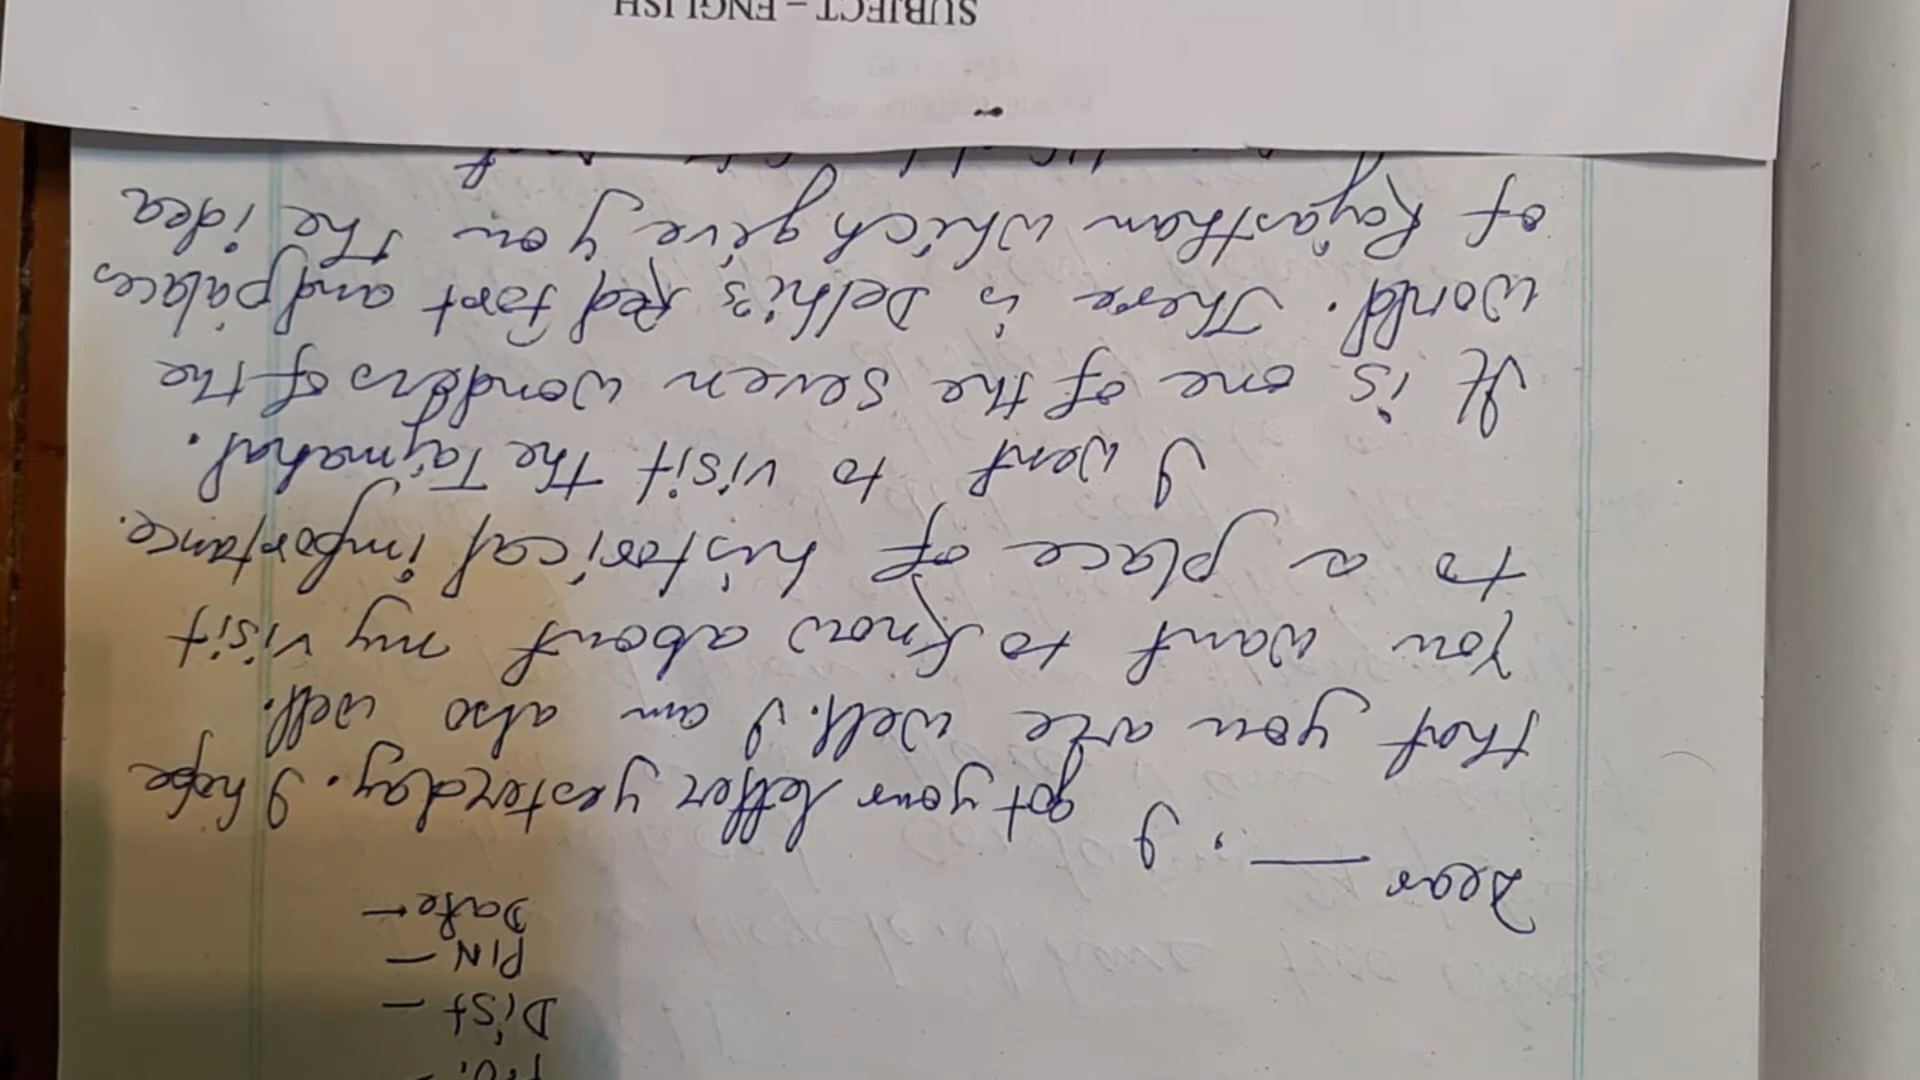 P.O. —
Dist —
PIN —
Date —
Dear —,
I got your letter yesterday. I hope
that you are well. I am also well.
You want to know about my visit
to a place of historical importance.
I went to visit the Tajmahal.
It is one of the seven wonders of the
world. There is Delhi's Red fort and palaces
of Rajasthan which give you the idea
SUBJECT – ENGLISH